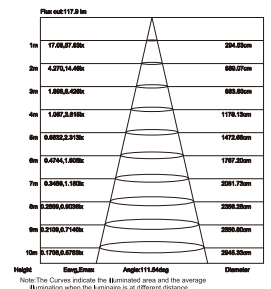 Flux out:117.9 lm
1m 17.08,57.83lx 294.53cm
2m 4.270,14.46lx 589.07cm
3m 1.898,6.426lx 883.60cm
4m 1.067,3.615lx 1178.13cm
5m 0.6832,2.313lx 1472.66cm
6m 0.4744,1.606lx 1767.20cm
7m 0.3486,1.180lx 2061.73cm
8m 0.2669,0.9036lx 2356.26cm
9m 0.2109,0.7140lx 2650.80cm
10m 0.1708,0.5783lx 2945.33cm
Height Eavg,Emax Angle:111.64deg Diameter
Note:The Curves indicate the illuminated area and the average
illumination when the luminaire is at different distance.